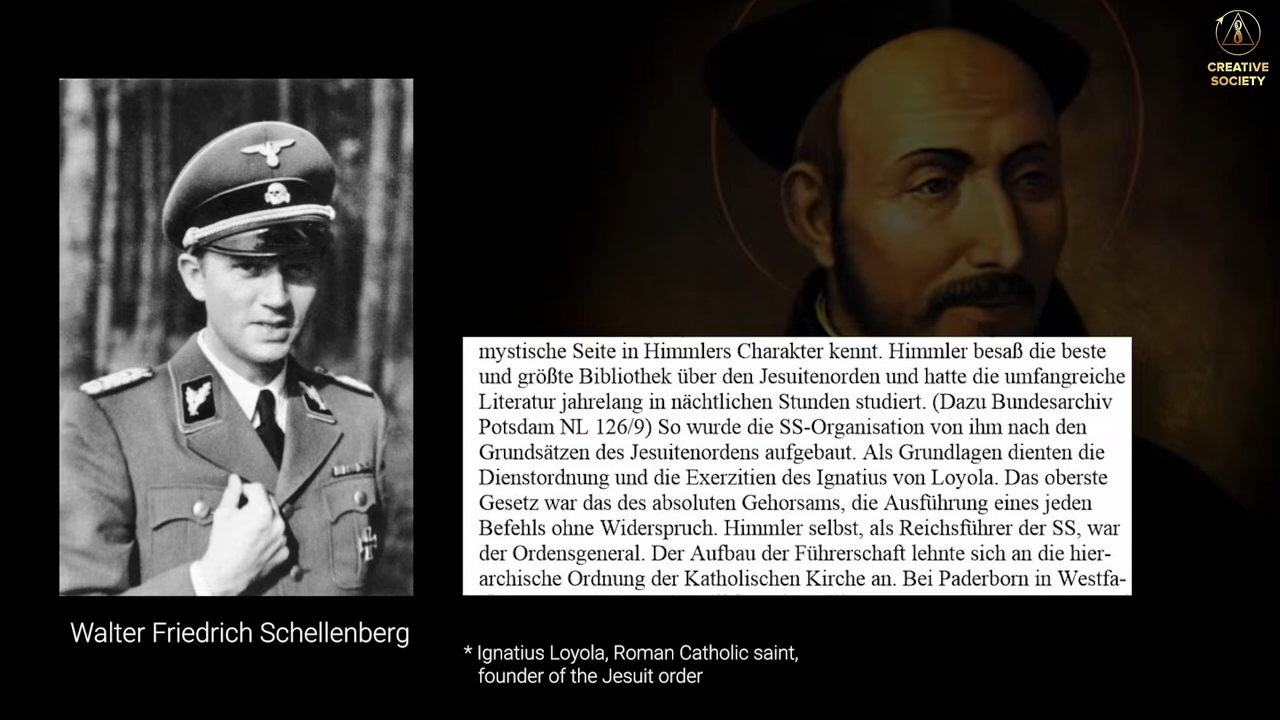 CREATIVE
SOCIETY
mystische Seite in Himmlers Charakter kennt. Himmler besaß die beste
und größte Bibliothek über den Jesuitenorden und hatte die umfangreiche
Literatur jahrelang in nächtlichen Stunden studiert. (Dazu Bundesarchiv
Potsdam NL 126/9) So wurde die SS-Organisation von ihm nach den
Grundsätzen des Jesuitenordens aufgebaut. Als Grundlagen dienten die
Dienstordnung und die Exerzitien des Ignatius von Loyola. Das oberste
Gesetz war das des absoluten Gehorsams, die Ausführung eines jeden
Befehls ohne Widerspruch. Himmler selbst, als Reichsführer der SS, war
der Ordensgeneral. Der Aufbau der Führerschaft lehnte sich an die hier-
archische Ordnung der Katholischen Kirche an. Bei Paderborn in Westfa-
Walter Friedrich Schellenberg
* Ignatius Loyola, Roman Catholic saint,
founder of the Jesuit order